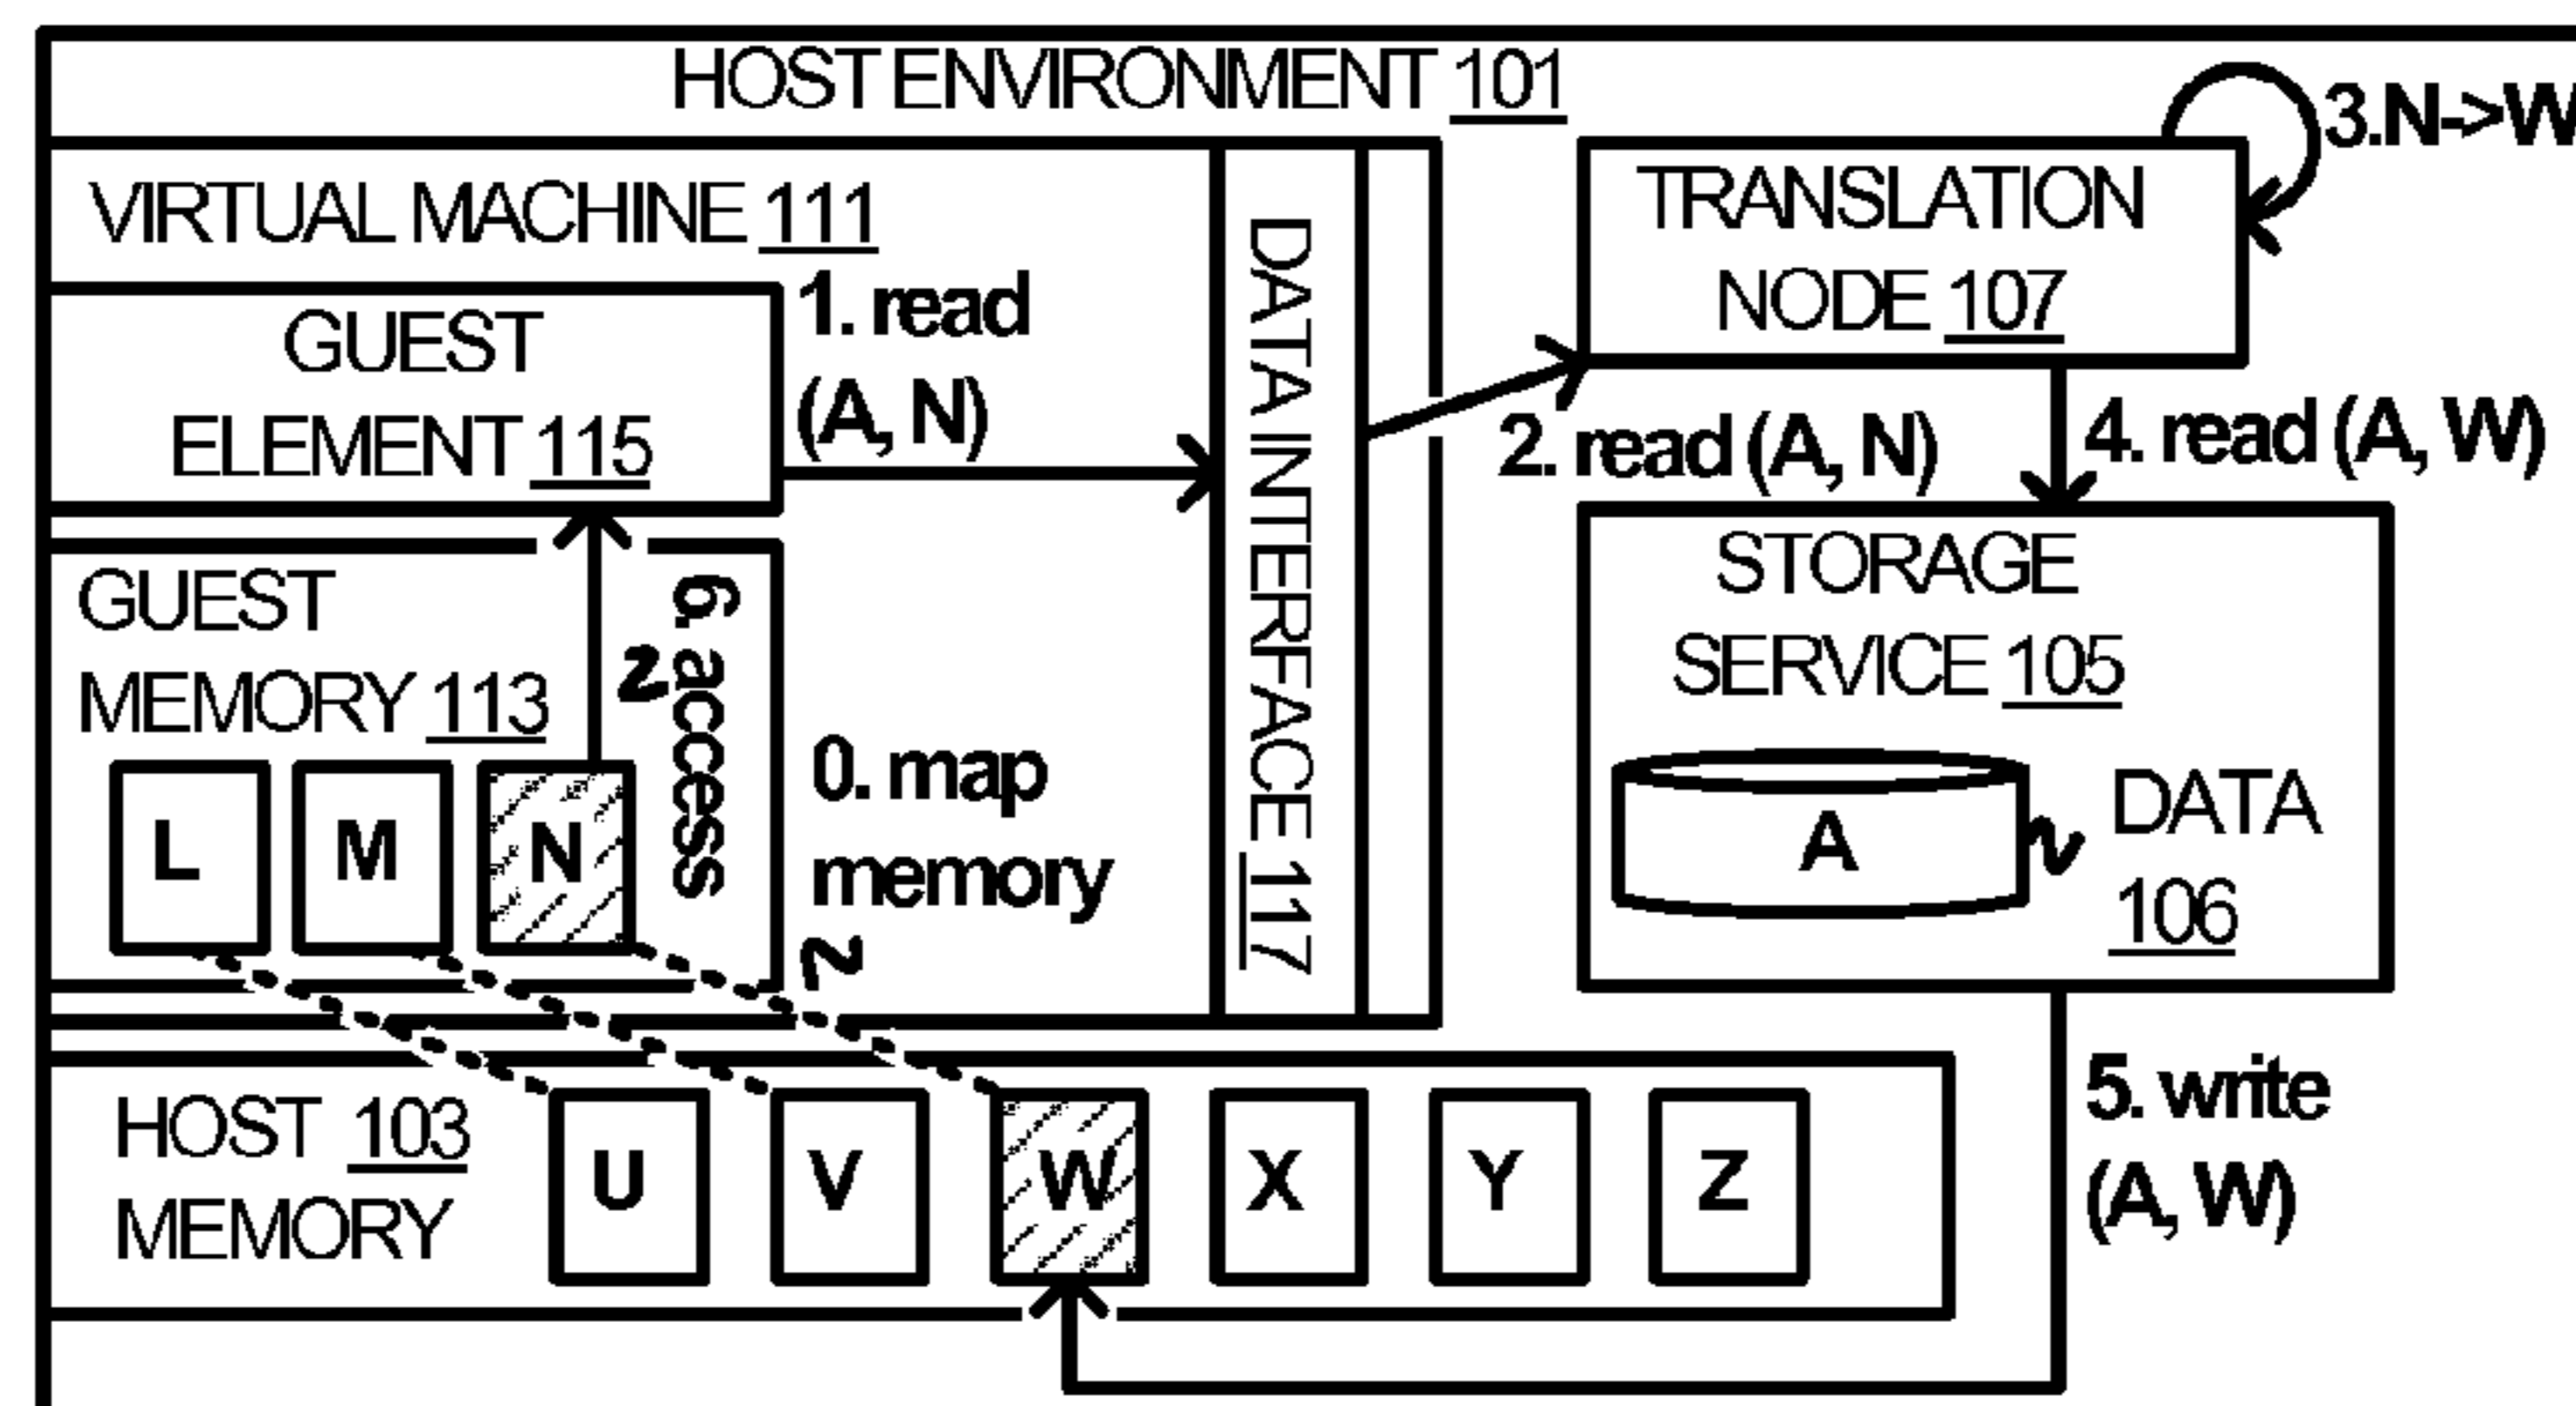 HOST ENVIRONMENT 101
VIRTUAL MACHINE 111
GUEST
ELEMENT 115
1. read
(A, N)
DATA INTERFACE 117
TRANSLATION
NODE 107
3.N->W
2. read (A, N)
4. read (A, W)
GUEST
MEMORY 113
6. access
L
M
N
0. map
memory
STORAGE
SERVICE 105
A
DATA
106
HOST 103
MEMORY
U
V
W
X
Y
Z
5. write
(A, W)